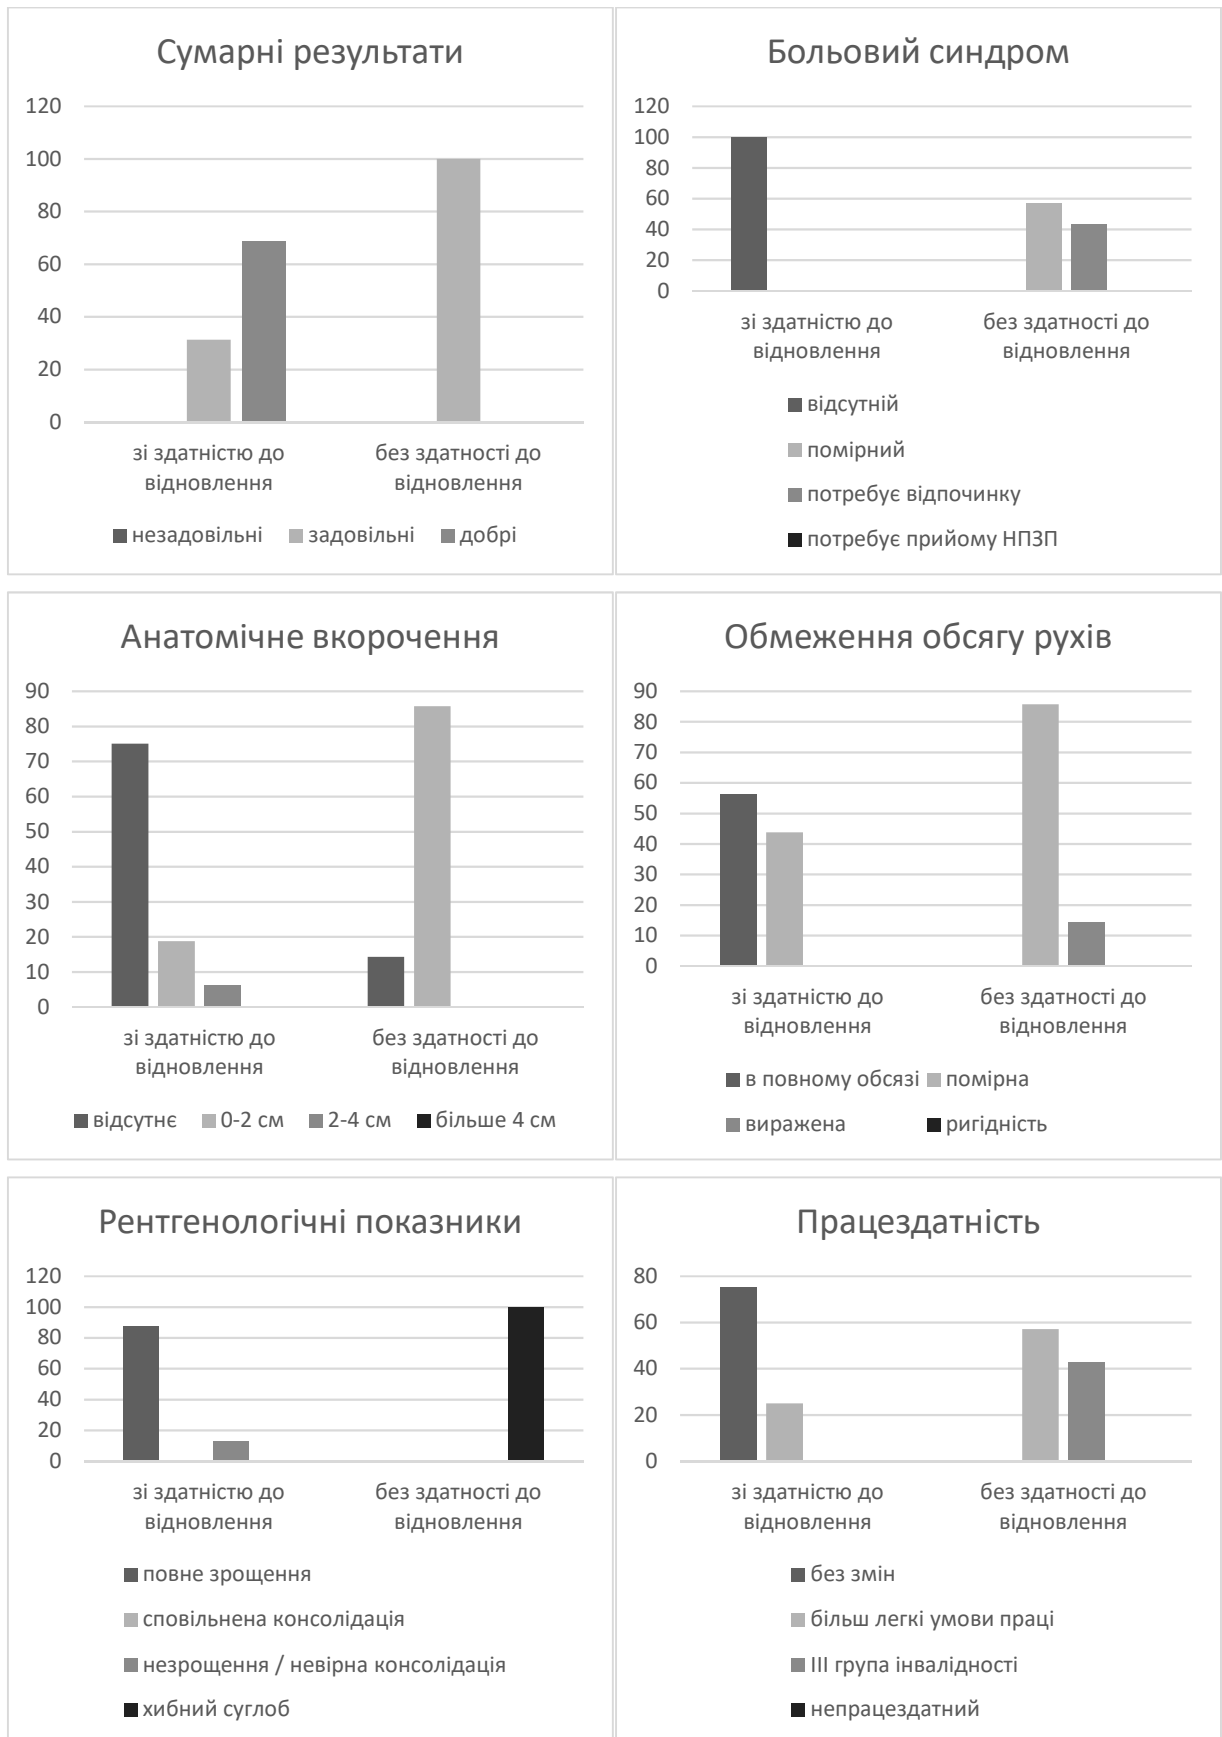 Сумарні результати
120
100
80
60
40
20
0
зі здатністю до
відновлення
без здатності до
відновлення
незадовільні задовільні добрі
Больовий синдром
120
100
80
60
40
20
0
зі здатністю до
відновлення
без здатності до
відновлення
відсутній
помірний
потребує відпочинку
потребує прийому НПЗП
Анатомічне вкорочення
90
80
70
60
50
40
30
20
10
0
зі здатністю до
відновлення
без здатності до
відновлення
відсутнє 0-2 см 2-4 см більше 4 см
Обмеження обсягу рухів
90
80
70
60
50
40
30
20
10
0
зі здатністю до
відновлення
без здатності до
відновлення
в повному обсязі помірна
виражена ригідність
Рентгенологічні показники
120
100
80
60
40
20
0
зі здатністю до
відновлення
без здатності до
відновлення
повне зрощення
сповільнена консолідація
незрощення / невірна консолідація
хибний суглоб
Працездатність
80
60
40
20
0
зі здатністю до
відновлення
без здатності до
відновлення
без змін
більш легкі умови праці
ІІІ група інвалідності
непрацездатний